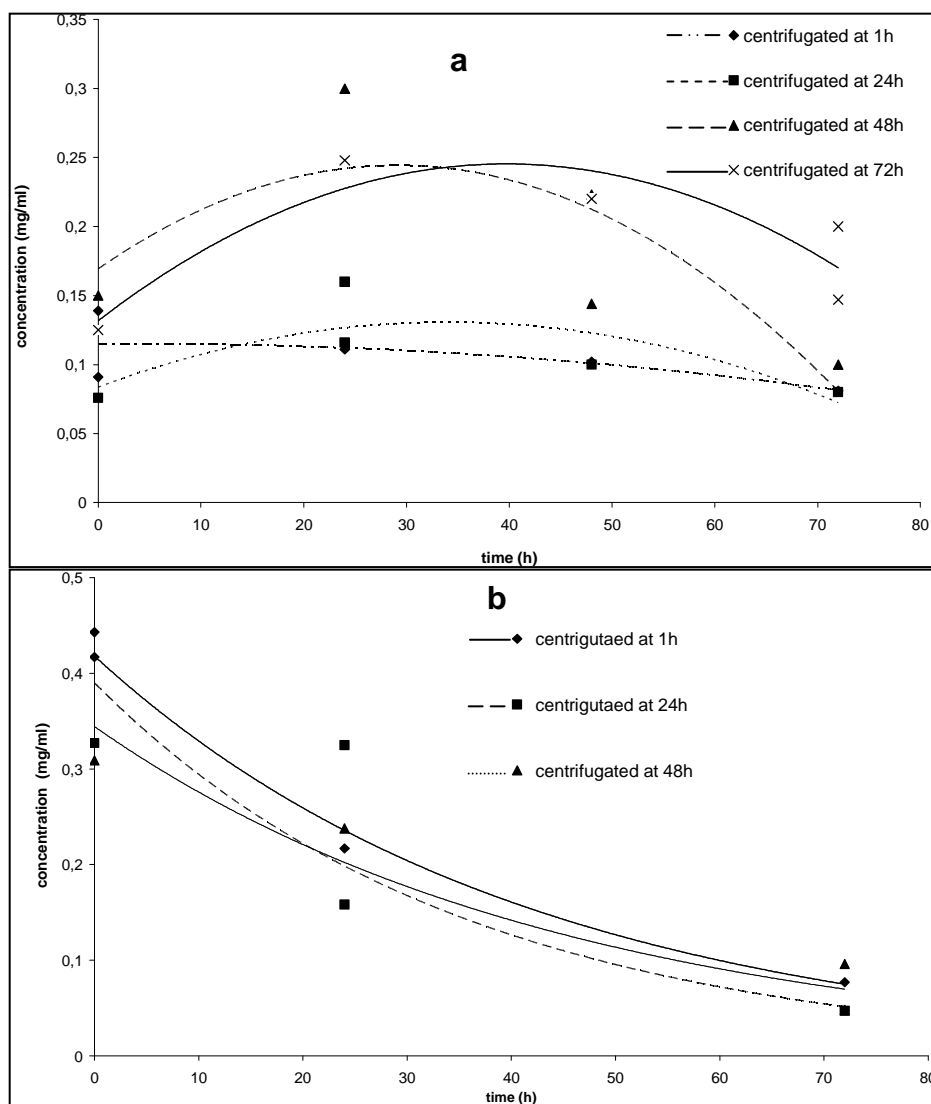 a
centrifugated at 1h
centrifugated at 24h
centrifugated at 48h
centrifugated at 72h
concentration (mg/ml)
0,35
0,3
0,25
0,2
0,15
0,1
0,05
0
0 10 20 30 40 50 60 70 80
time (h)
b
centrigutaed at 1h
centrigutaed at 24h
centrifugated at 48h
concentration (mg/ml)
0,5
0,4
0,3
0,2
0,1
0
0 10 20 30 40 50 60 70 80
time (h)